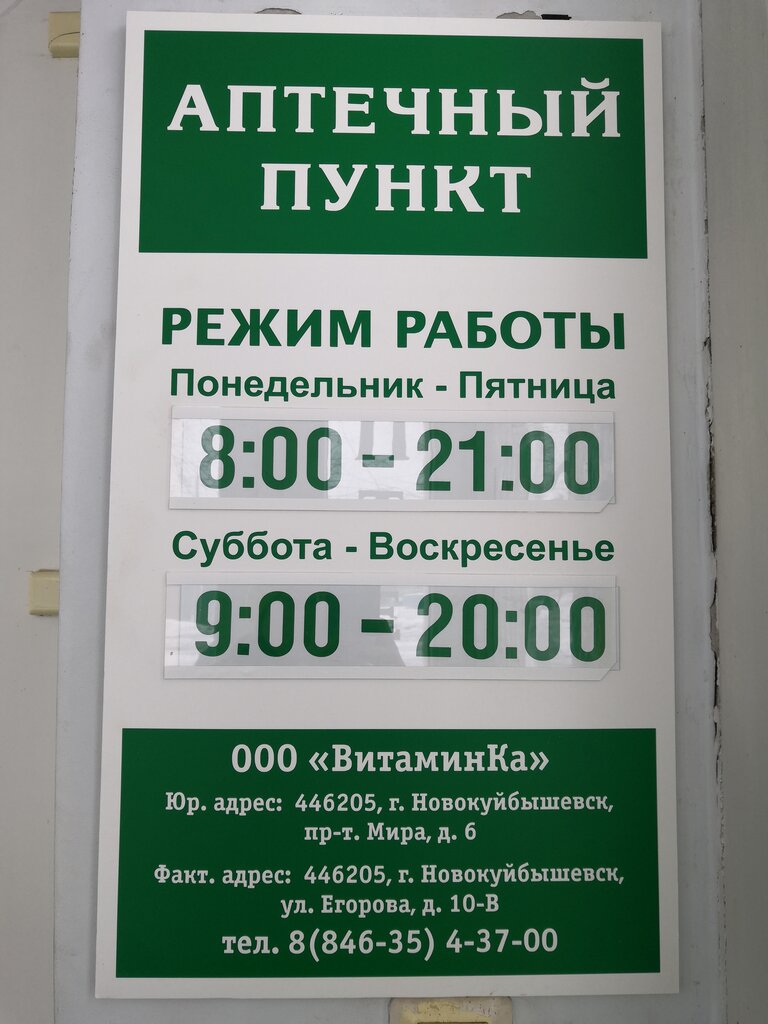 АПТЕЧНЫЙ
ПУНКТ
РЕЖИМ РАБОТЫ
Понедельник - Пятница
8:00 – 21:00
Суббота - Воскресенье
9:00 – 20:00
ООО «ВитаминКа»
Юр. адрес: 446205, г. Новокуйбышевск,
пр-т. Мира, д. 6
Факт. адрес: 446205, г. Новокуйбышевск,
ул. Егорова, д. 10-В
тел. 8(846-35) 4-37-00